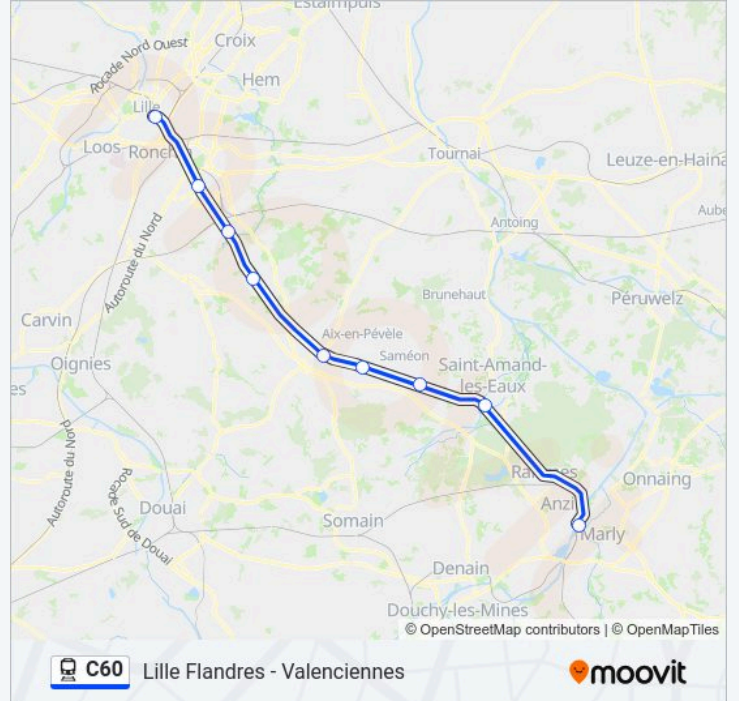 Estaimpuis
Croix
Rocade Nord Ouest
Hem
Lille
Loos
Ronchin
Tournai
Leuze-en-Haina
Aube
Antoing
Autoroute du Nord
Brunehaut
Péruwelz
Carvin
Aix-en-Pévèle
Saméon
Oignies
Saint-Amand-
les-Eaux
es
Autoroute du Nord
Rocade Sud de Douai
Raismes
Onnaing
Anzin
Douai
Somain
Marly
Denain
Douchy-les-Mines
© OpenStreetMap contributors | © OpenMapTiles
C60 Lille Flandres - Valenciennes
moovit